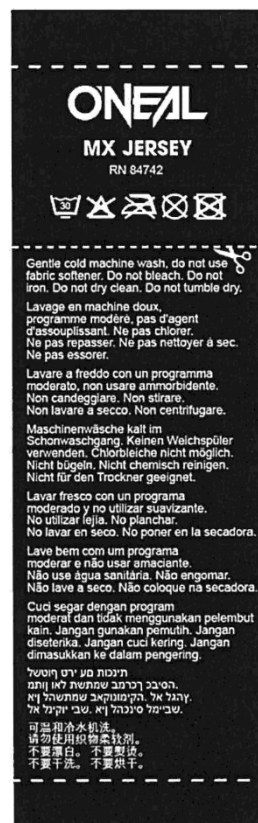 O'NEAL
MX JERSEY
RN 84742
30
Gentle cold machine wash, do not use
fabric softener. Do not bleach. Do not
iron. Do not dry clean. Do not tumble dry.
Lavage en machine doux,
programme modéré, pas d'agent
d'assouplissant. Ne pas chlorer.
Ne pas repasser. Ne pas nettoyer à sec.
Ne pas essorer.
Lavare a freddo con un programma
moderato, non usare ammorbidente.
Non candeggiare. Non stirare.
Non lavare a secco. Non centrifugare.
Maschinenwäsche kalt im
Schonwaschgang. Keinen Weichspüler
verwenden. Chlorbleiche nicht möglich.
Nicht bügeln. Nicht chemisch reinigen.
Nicht für den Trockner geeignet.
Lavar fresco con un programa
moderado y no utilizar suavizante.
No utilizar lejía. No planchar.
No lavar en seco. No poner en la secadora.
Lave bem com um programa
moderar e não usar amaciante.
Não use água sanitária. Não engomar.
Não lave a seco. Não coloque na secadora.
Cuci segar dengan program
moderat dan tidak menggunakan pelembut
kain. Jangan gunakan pemutih. Jangan
diseterika. Jangan cuci kering. Jangan
dimasukkan ke dalam pengering.
תינכות םע ירט ףוטשל
可温和冷水机洗。
请勿使用织物柔软剂。
不要漂白。 不要熨烫。
不要干洗。 不要烘干。